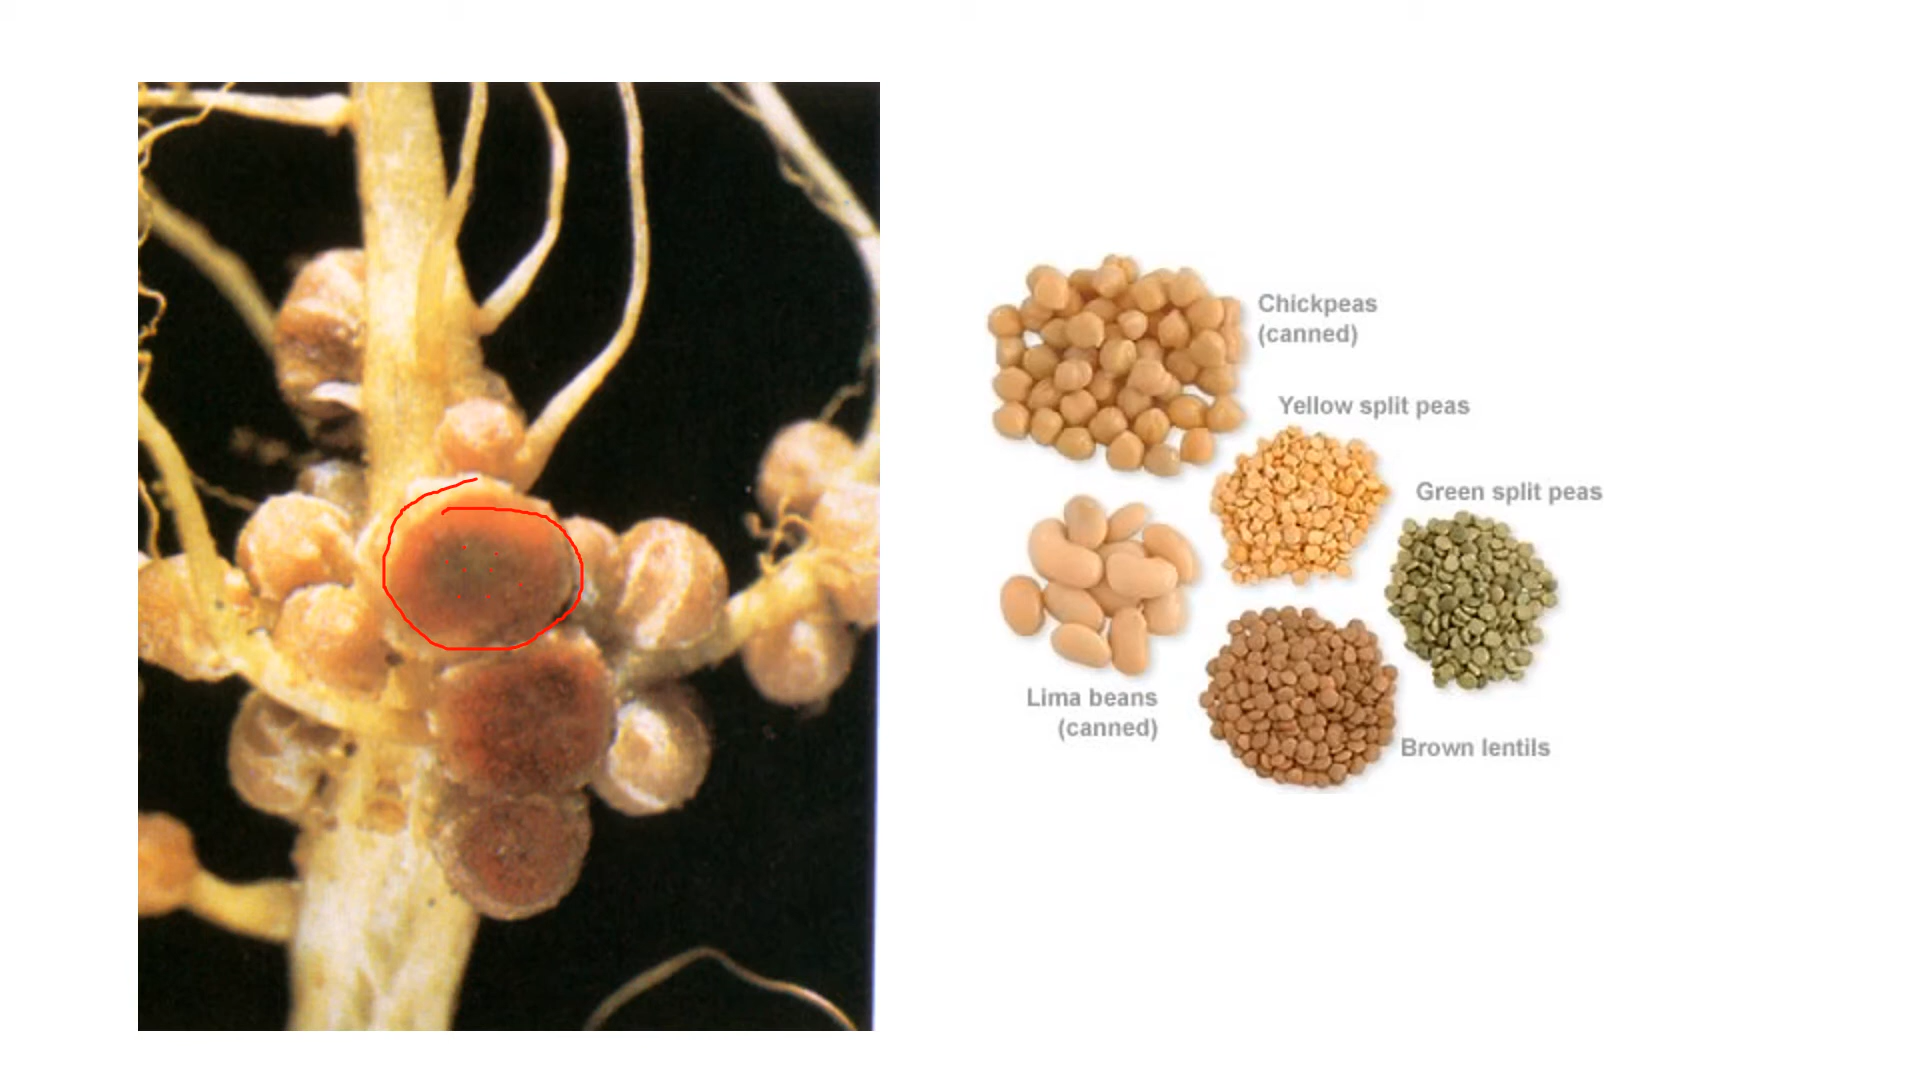 Chickpeas
(canned)
Yellow split peas
Green split peas
Lima beans
(canned)
Brown lentils